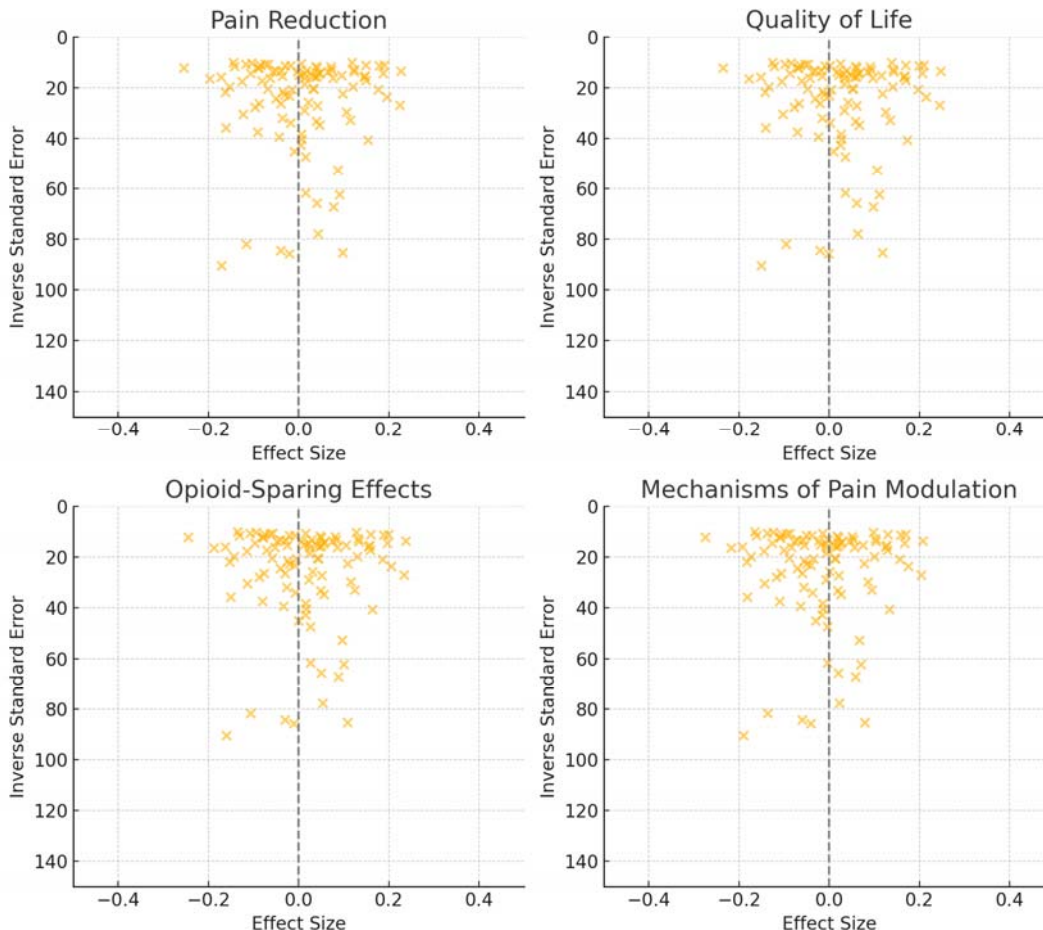 Pain Reduction
Quality of Life
0
20
40
60
80
100
120
140
Inverse Standard Error
−0.4 −0.2 0.0 0.2 0.4
Effect Size
0
20
40
60
80
100
120
140
Inverse Standard Error
−0.4 −0.2 0.0 0.2 0.4
Effect Size
Opioid-Sparing Effects
Mechanisms of Pain Modulation
0
20
40
60
80
100
120
140
Inverse Standard Error
−0.4 −0.2 0.0 0.2 0.4
Effect Size
0
20
40
60
80
100
120
140
Inverse Standard Error
−0.4 −0.2 0.0 0.2 0.4
Effect Size